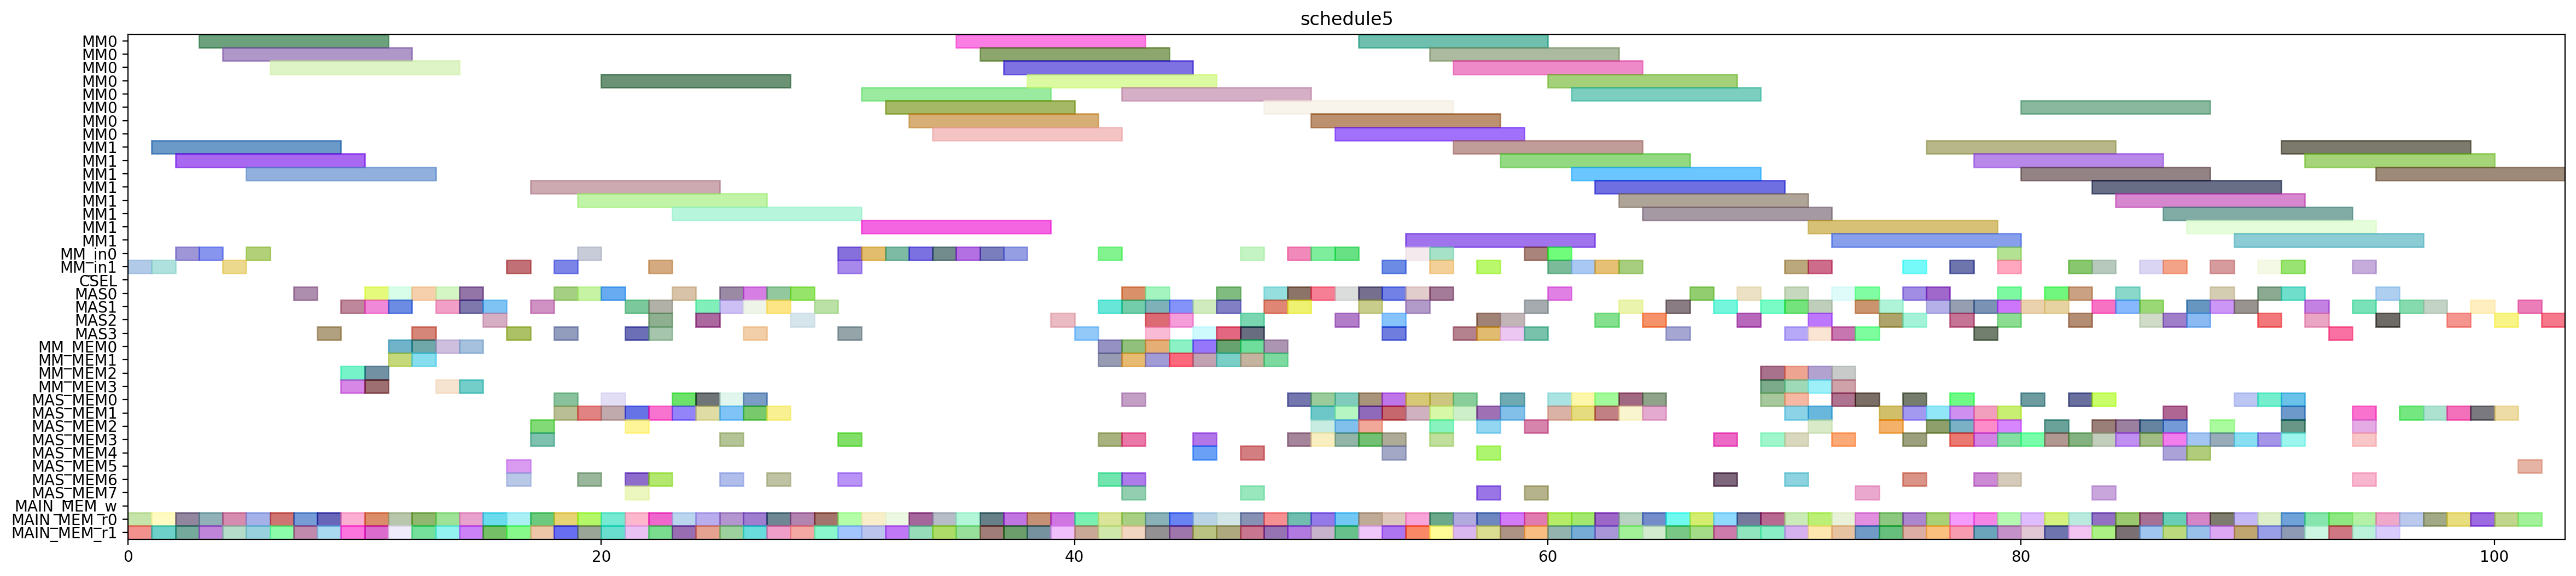 schedule5
MM0
MM0
MM0
MM0
MM0
MM0
MM0
MM0
MM1
MM1
MM1
MM1
MM1
MM1
MM1
MM1
MM_in0
MM_in1
CSEL
MAS0
MAS1
MAS2
MAS3
MM_MEM0
MM_MEM1
MM_MEM2
MM_MEM3
MAS_MEM0
MAS_MEM1
MAS_MEM2
MAS_MEM3
MAS_MEM4
MAS_MEM5
MAS_MEM6
MAS_MEM7
MAIN_MEM_w
MAIN_MEM_r0
MAIN_MEM_r1
0 20 40 60 80 100